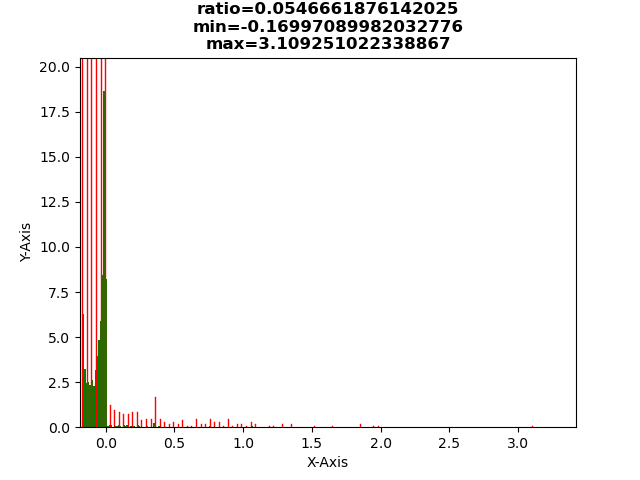 ratio=0.0546661876142025
min=-0.16997089982032776
max=3.109251022338867
20.0
17.5
15.0
12.5
10.0
7.5
5.0
2.5
0.0
Y-Axis
0.0 0.5 1.0 1.5 2.0 2.5 3.0
X-Axis